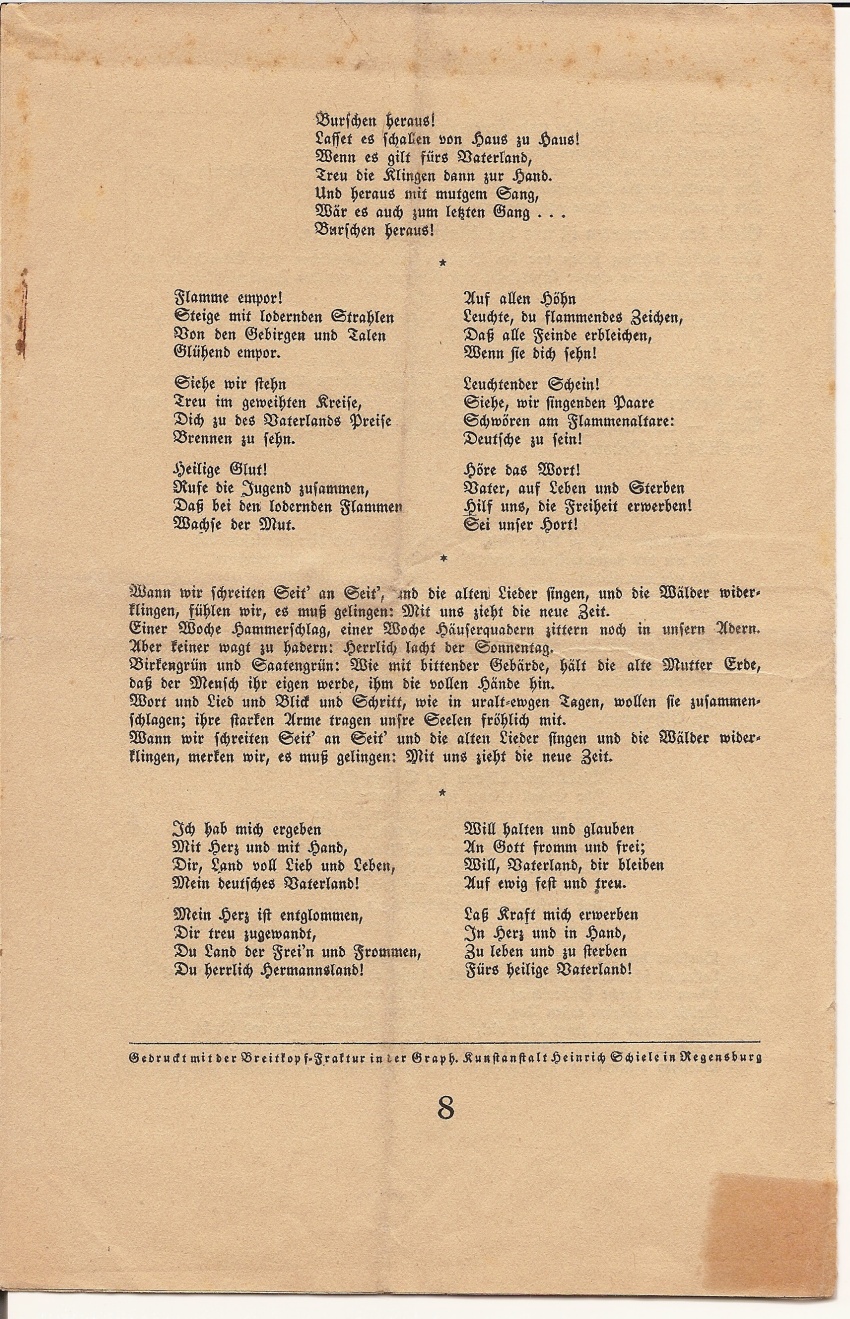 Burschen heraus!
Lasset es schallen von Haus zu Haus!
Wenn es gilt fürs Vaterland,
Treu die Klingen dann zur Hand.
Und heraus mit mutgem Sang,
Wär es auch zum letzten Gang . . .
Burschen heraus!
*
Flamme empor!
Steige mit lodernden Strahlen
Von den Gebirgen und Talen
Glühend empor.
Siehe wir stehn
Treu im geweihten Kreise,
Dich zu des Vaterlands Preise
Brennen zu sehn.
Heilige Glut!
Rufe die Jugend zusammen,
Daß bei den lodernden Flammen
Wachse der Mut.
Auf allen Höhn
Leuchte, du flammendes Zeichen,
Daß alle Feinde erbleichen,
Wenn sie dich sehn!
Leuchtender Schein!
Siehe, wir singenden Paare
Schwören am Flammenaltare:
Deutsche zu sein!
Höre das Wort!
Vater, auf Leben und Sterben
Hilf uns, die Freiheit erwerben!
Sei unser Hort!
*
Wann wir schreiten Seit' an Seit', und die alten Lieder singen, und die Wälder wider-
klingen, fühlen wir, es muß gelingen: Mit uns zieht die neue Zeit.
Einer Woche Hammerschlag, einer Woche Häuserquadern zittern noch in unsern Adern.
Aber keiner wagt zu hadern: Herrlich lacht der Sonnentag.
Birkengrün und Saatengrün: Wie mit bittender Gebärde, hält die alte Mutter Erde,
daß der Mensch ihr eigen werde, ihm die vollen Hände hin.
Wort und Lied und Blick und Schritt, wie in uralt-ewgen Tagen, wollen sie zusammen-
schlagen; ihre starken Arme tragen unsre Seelen fröhlich mit.
Wann wir schreiten Seit' an Seit' und die alten Lieder singen und die Wälder wider-
klingen, merken wir, es muß gelingen: Mit uns zieht die neue Zeit.
*
Ich hab mich ergeben
Mit Herz und mit Hand,
Dir, Land voll Lieb und Leben,
Mein deutsches Vaterland!
Mein Herz ist entglommen,
Dir treu zugewandt,
Du Land der Frei'n und Frommen,
Du herrlich Hermannsland!
Will halten und glauben
An Gott fromm und frei;
Will, Vaterland, dir bleiben
Auf ewig fest und treu.
Laß Kraft mich erwerben
In Herz und in Hand,
Zu leben und zu sterben
Fürs heilige Vaterland!
Gedruckt mit der Breitkopf-Fraktur in der Graph. Kunstanstalt Heinrich Schiele in Regensburg
8